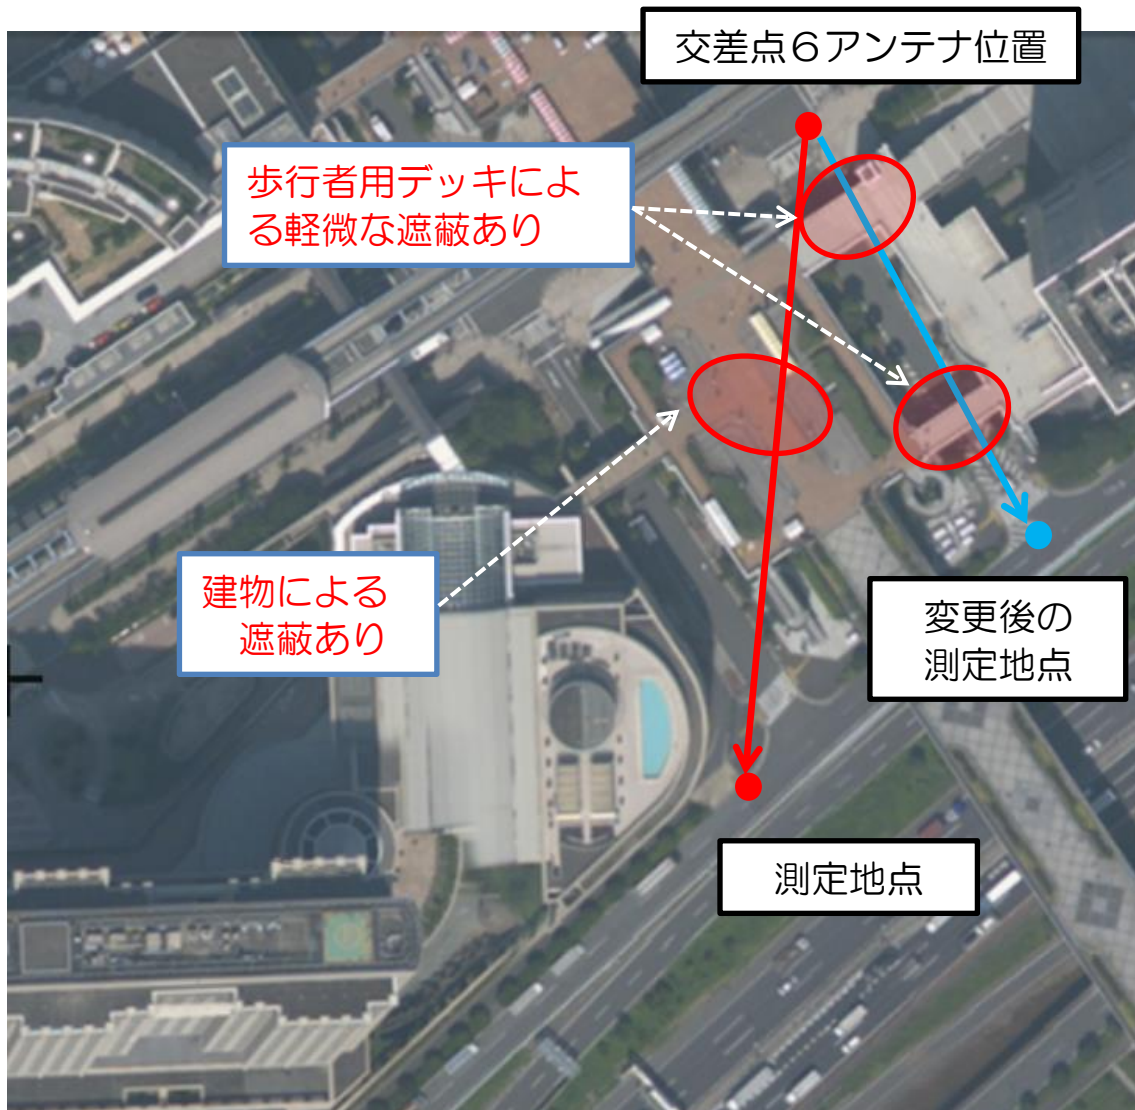 交差点６アンテナ位置
歩行者用デッキによ
る軽微な遮蔽あり
建物による
遮蔽あり
変更後の
測定地点
測定地点